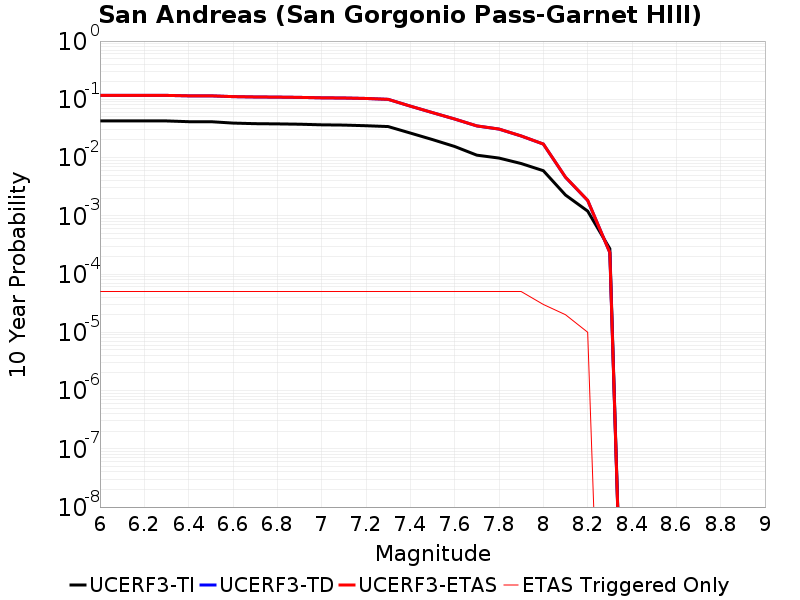 San Andreas (San Gorgonio Pass-Garnet HIll)
10^0
10^-1
10^-2
10^-3
10^-4
10^-5
10^-6
10^-7
10^-8
10 Year Probability
6 6.2 6.4 6.6 6.8 7 7.2 7.4 7.6 7.8 8 8.2 8.4 8.6 8.8 9
Magnitude
UCERF3-TI UCERF3-TD UCERF3-ETAS ETAS Triggered Only